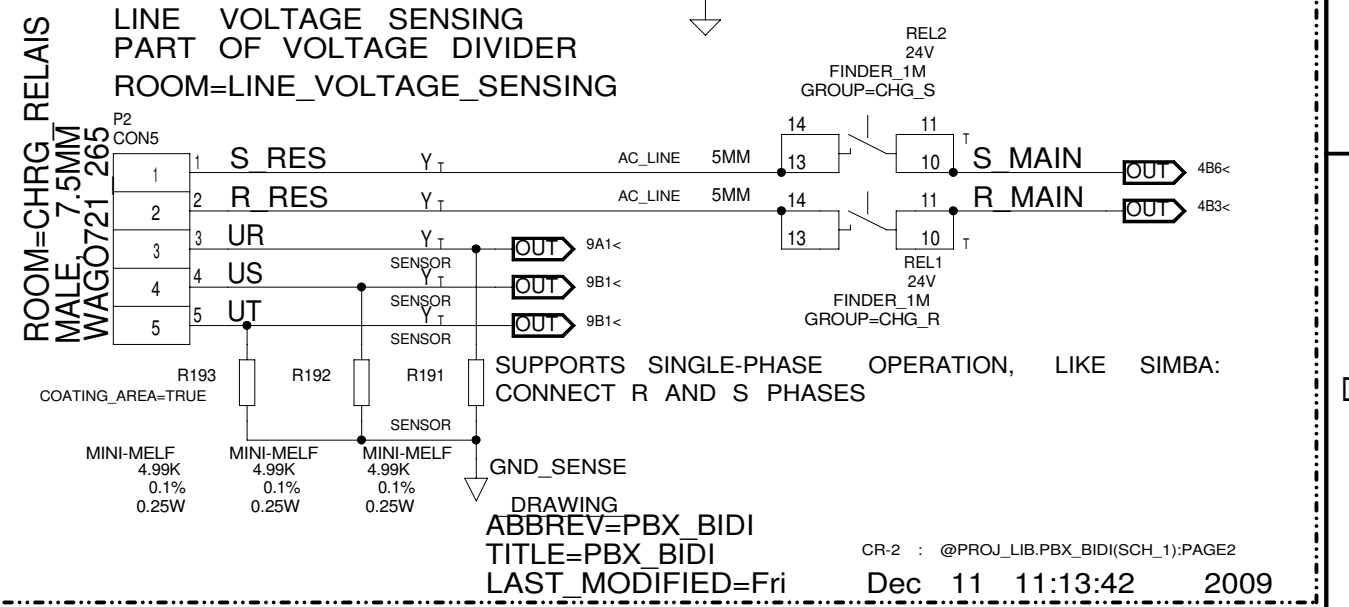 LINE VOLTAGE SENSING
PART OF VOLTAGE DIVIDER
ROOM=LINE_VOLTAGE_SENSING
ROOM=CHRG_RELAIS
MALE, 7.5MM
WAGO721_265
P2
CON5
REL2
24V
FINDER_1M
GROUP=CHG_S
14 11 T
1 1 S_RES Y T AC_LINE 5MM 13 10 S_MAIN OUT 4B6<
2 2 R_RES Y T AC_LINE 5MM 14 11 R_MAIN OUT 4B3<
13 10 T
3 3 UR Y T OUT 9A1<
SENSOR
4 4 US Y T OUT 9B1<
SENSOR
5 5 UT Y T OUT 9B1<
SENSOR
REL1
24V
FINDER_1M
GROUP=CHG_R
R193 R192 R191
COATING_AREA=TRUE
SUPPORTS SINGLE-PHASE OPERATION, LIKE SIMBA:
CONNECT R AND S PHASES
SENSOR
MINI-MELF MINI-MELF MINI-MELF
4.99K 4.99K 4.99K
0.1% 0.1% 0.1%
0.25W 0.25W 0.25W
GND_SENSE
DRAWING
ABBREV=PBX_BIDI
TITLE=PBX_BIDI
LAST_MODIFIED=Fri Dec 11 11:13:42 2009
CR-2 : @PROJ_LIB.PBX_BIDI(SCH_1):PAGE2